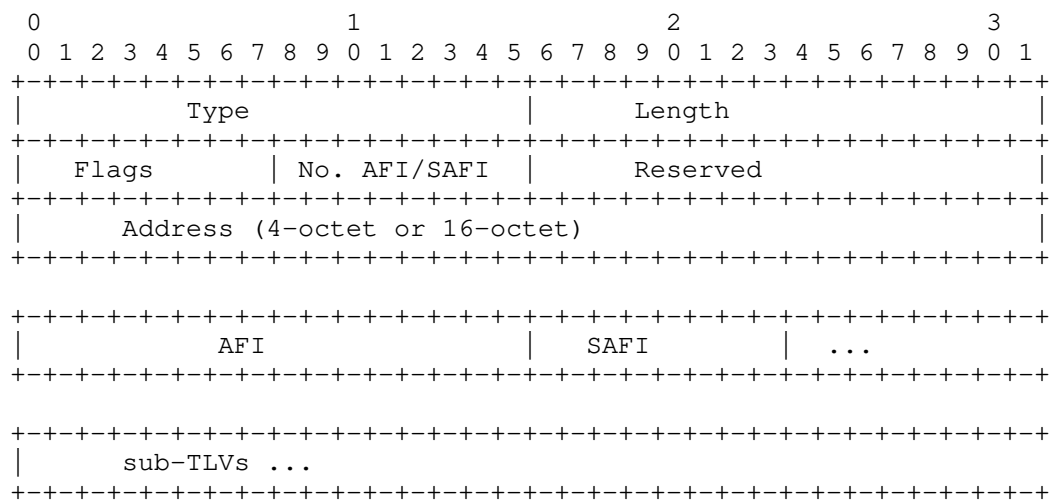 0                   1                   2                   3
 0 1 2 3 4 5 6 7 8 9 0 1 2 3 4 5 6 7 8 9 0 1 2 3 4 5 6 7 8 9 0 1
+-+-+-+-+-+-+-+-+-+-+-+-+-+-+-+-+-+-+-+-+-+-+-+-+-+-+-+-+-+-+-+-+
|          Type                 |      Length                   |
+-+-+-+-+-+-+-+-+-+-+-+-+-+-+-+-+-+-+-+-+-+-+-+-+-+-+-+-+-+-+-+-+
|   Flags       | No. AFI/SAFI  |      Reserved                 |
+-+-+-+-+-+-+-+-+-+-+-+-+-+-+-+-+-+-+-+-+-+-+-+-+-+-+-+-+-+-+-+-+
|      Address (4-octet or 16-octet)                            |
+-+-+-+-+-+-+-+-+-+-+-+-+-+-+-+-+-+-+-+-+-+-+-+-+-+-+-+-+-+-+-+-+

+-+-+-+-+-+-+-+-+-+-+-+-+-+-+-+-+-+-+-+-+-+-+-+-+-+-+-+-+-+-+-+-+
|            AFI                |   SAFI        |  ...
+-+-+-+-+-+-+-+-+-+-+-+-+-+-+-+-+-+-+-+-+-+-+-+-+-+-+-+-+-+-+-+-+

+-+-+-+-+-+-+-+-+-+-+-+-+-+-+-+-+-+-+-+-+-+-+-+-+-+-+-+-+-+-+-+-+
|      sub-TLVs ...
+-+-+-+-+-+-+-+-+-+-+-+-+-+-+-+-+-+-+-+-+-+-+-+-+-+-+-+-+-+-+-+-+